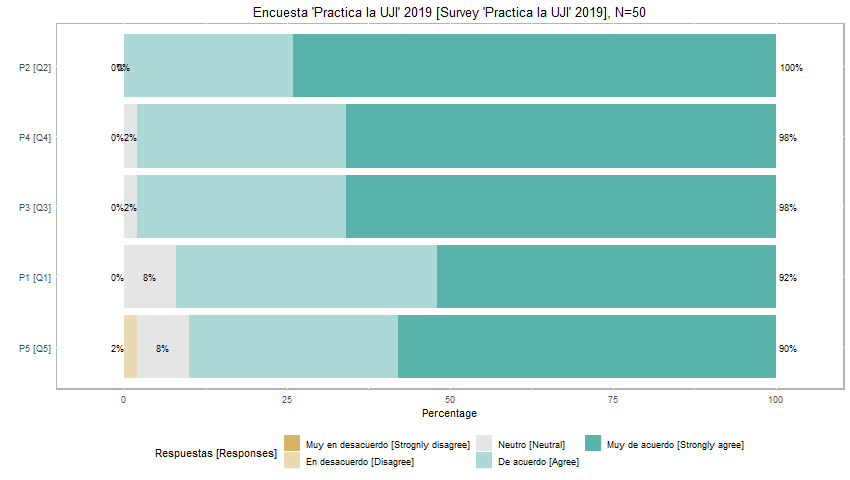 Encuesta 'Practica la UJI' 2019 [Survey 'Practica la UJI' 2019], N=50
P2 [Q2] 0% 0% 100%
P4 [Q4] 0% 2% 98%
P3 [Q3] 0% 2% 98%
P1 [Q1] 0% 8% 92%
P5 [Q5] 2% 8% 90%
0 25 50 75 100
Percentage
Respuestas [Responses]
Muy en desacuerdo [Strognly disagree] Neutro [Neutral] Muy de acuerdo [Strongly agree]
En desacuerdo [Disagree] De acuerdo [Agree]